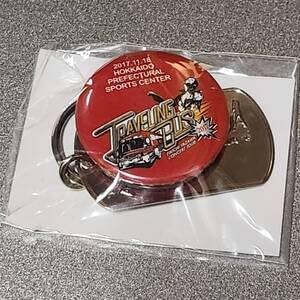 2017.11.18
HOKKAIDO
PREFECTURAL
SPORTS CENTER
TRAVELING
BUS